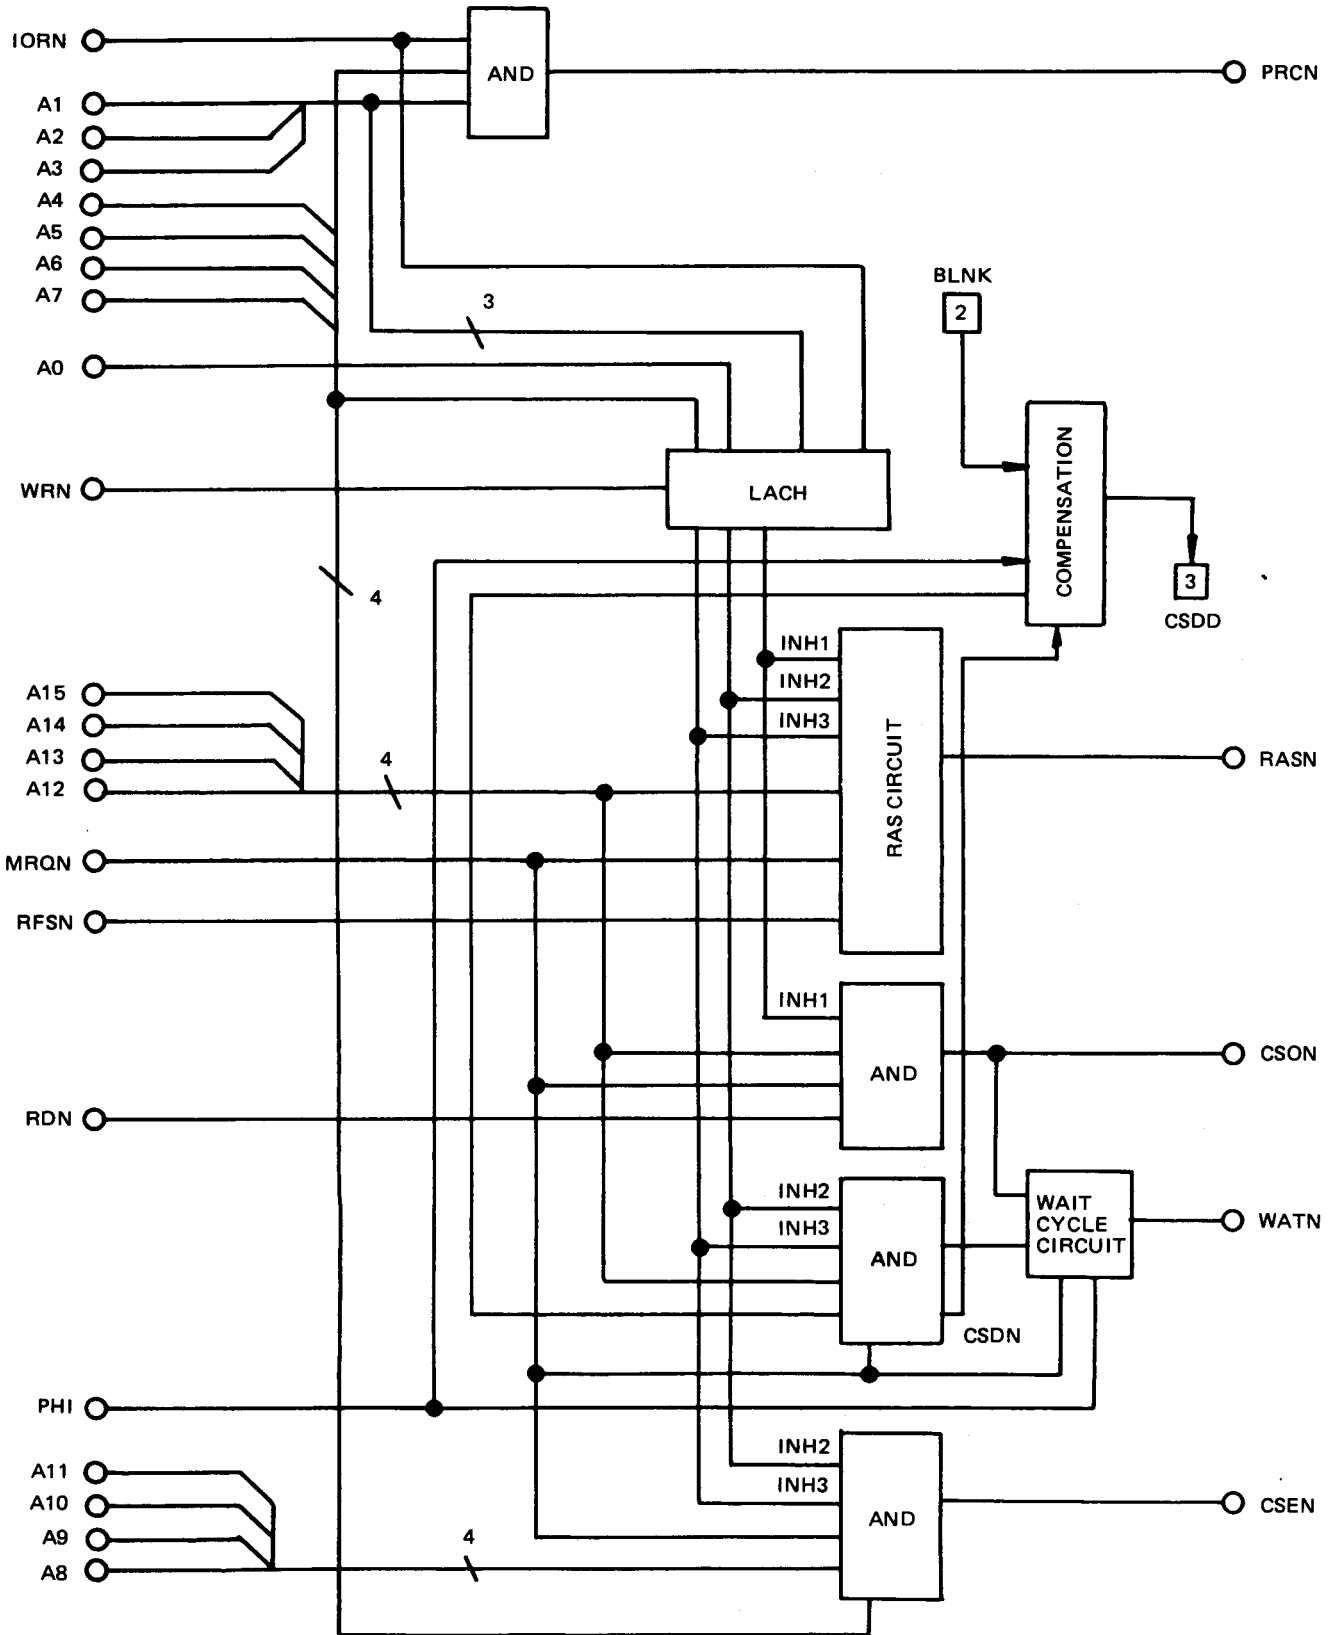 IORN
AND
PRCN
A1
A2
A3
A4
A5
A6
A7
3
BLNK
2
A0
WRN
LACH
COMPENSATION
3
CSDD
4
INH1
INH2
INH3
RAS CIRCUIT
RASN
A15
A14
A13
A12
4
MRQN
RFSN
INH1
AND
CSON
RDN
INH2
INH3
AND
WAIT
CYCLE
CIRCUIT
WATN
CSDN
PHI
INH2
INH3
AND
CSEN
A11
A10
A9
A8
4